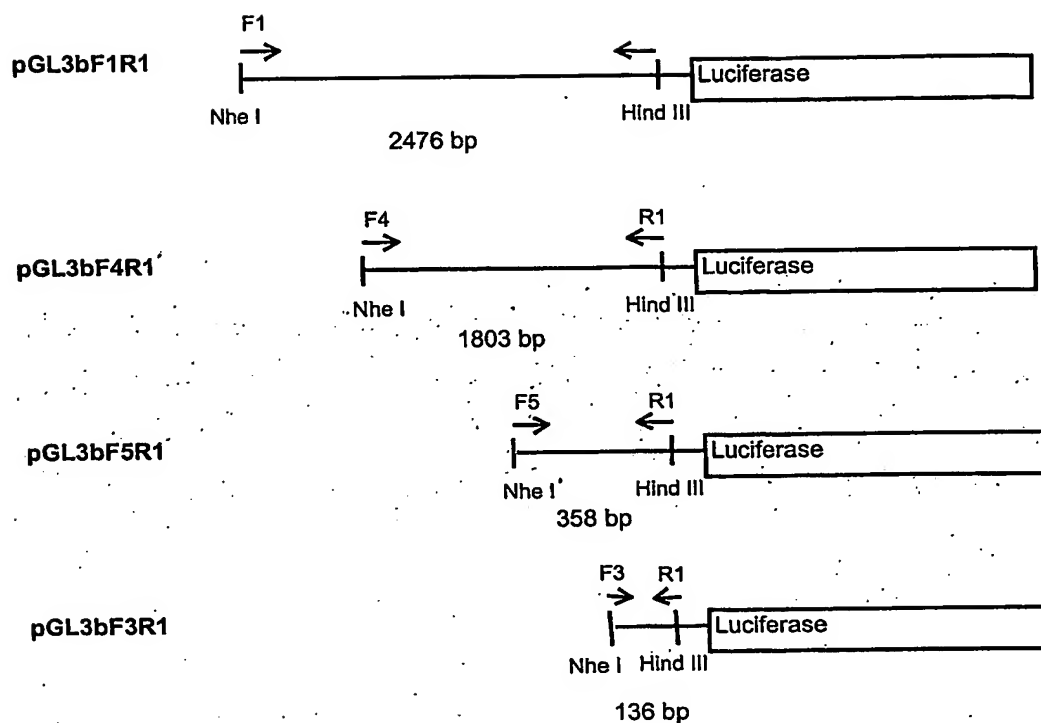 F1
pGL3bF1R1
Luciferase
Nhe I
Hind III
2476 bp
F4
R1
pGL3bF4R1
Luciferase
Nhe I
Hind III
1803 bp
F5
R1
pGL3bF5R1
Luciferase
Nhe I
Hind III
358 bp
F3
R1
pGL3bF3R1
Luciferase
Nhe I
Hind III
136 bp